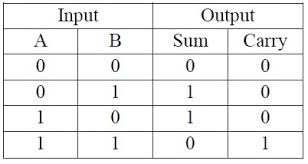 Input Output
A B Sum Carry
0 0 0 0
0 1 1 0
1 0 1 0
1 1 0 1